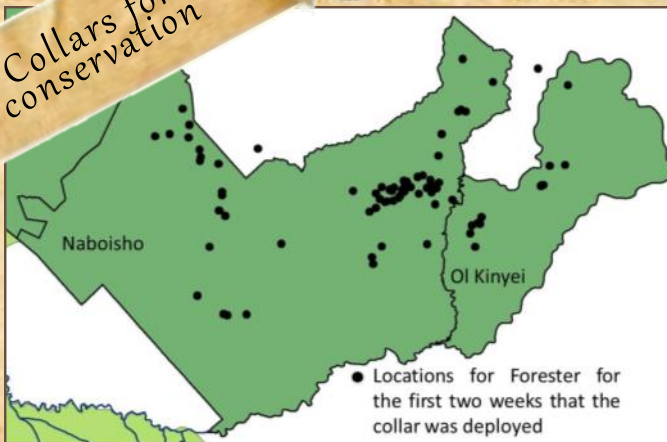 Collars for
conservation
Naboisho
Ol Kinyei
Locations for Forester for
the first two weeks that the
collar was deployed